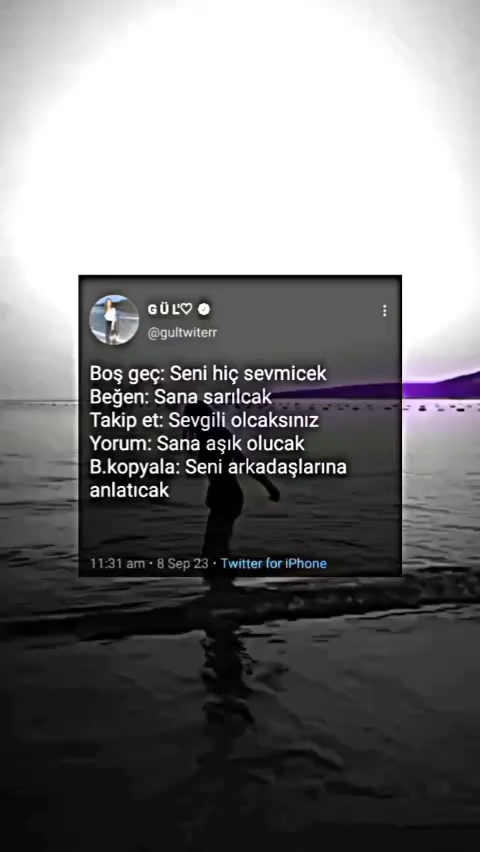 GÜL'♡
@gultwiterr
Boş geç: Seni hiç sevmicek
Beğen: Sana sarılcak
Takip et: Sevgili olcaksınız
Yorum: Sana aşık olucak
B.kopyala: Seni arkadaşlarına
anlatıcak
11:31 am · 8 Sep 23 · Twitter for iPhone